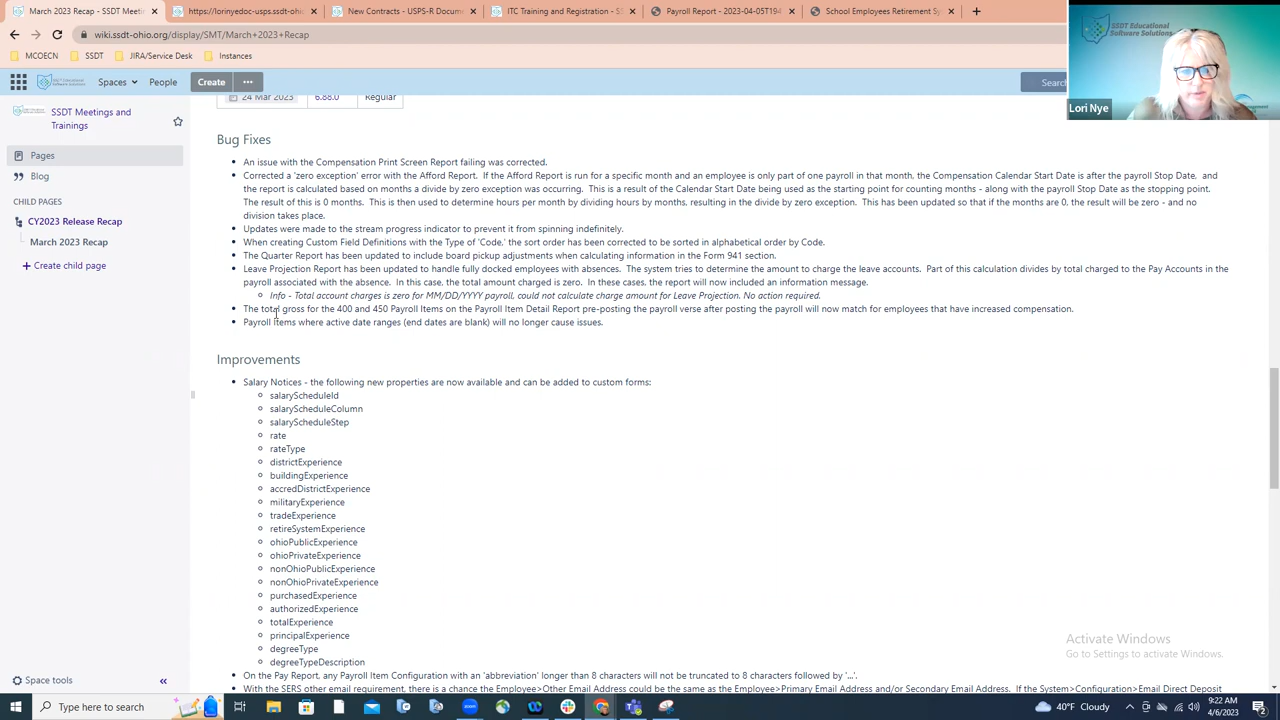 March 2023 Recap - SSDT Meetin
https://lorinyedoc-usps.ssdt-ohio
New Contracts - USPS-R Docume
ITC Training and Registration - SS
Payroll Report - 2023-04-05T194
School Employees Retirement Sy
wiki.ssdt-ohio.org/display/SMT/March+2023+Recap
MCOECN
SSDT
JIRA/Service Desk
Instances
SSDT Educational
Software Solutions
Lori Nye
Spaces
People
Create
Search
SSDT Meetings and
Trainings
Pages
Blog
CHILD PAGES
CY2023 Release Recap
March 2023 Recap
+ Create child page
24 Mar 2023 6.88.0 Regular
Bug Fixes
An issue with the Compensation Print Screen Report failing was corrected.
Corrected a 'zero exception' error with the Afford Report. If the Afford Report is run for a specific month and an employee is only part of one payroll in that month, the Compensation Calendar Start Date is after the payroll Stop Date, and
the report is calculated based on months a divide by zero exception was occurring. This is a result of the Calendar Start Date being used as the starting point for counting months - along with the payroll Stop Date as the stopping point.
The result of this is 0 months. This is then used to determine hours per month by dividing hours by months, resulting in the divide by zero exception. This has been updated so that if the months are 0, the result will be zero - and no
division takes place.
Updates were made to the stream progress indicator to prevent it from spinning indefinitely.
When creating Custom Field Definitions with the Type of 'Code,' the sort order has been corrected to be sorted in alphabetical order by Code.
The Quarter Report has been updated to include board pickup adjustments when calculating information in the Form 941 section.
Leave Projection Report has been updated to handle fully docked employees with absences. The system tries to determine the amount to charge the leave accounts. Part of this calculation divides by total charged to the Pay Accounts in the
payroll associated with the absence. In this case, the total amount charged is zero. In these cases, the report will now included an information message.
Info - Total account charges is zero for MM/DD/YYYY payroll, could not calculate charge amount for Leave Projection. No action required.
The total gross for the 400 and 450 Payroll Items on the Payroll Item Detail Report pre-posting the payroll verse after posting the payroll will now match for employees that have increased compensation.
Payroll Items where active date ranges (end dates are blank) will no longer cause issues.
Improvements
Salary Notices - the following new properties are now available and can be added to custom forms:
salaryScheduleId
salaryScheduleColumn
salaryScheduleStep
rate
rateType
districtExperience
buildingExperience
accredDistrictExperience
militaryExperience
tradeExperience
retireSystemExperience
ohioPublicExperience
ohioPrivateExperience
nonOhioPublicExperience
nonOhioPrivateExperience
purchasedExperience
authorizedExperience
totalExperience
principalExperience
degreeType
degreeTypeDescription
On the Pay Report, any Payroll Item Configuration with an 'abbreviation' longer than 8 characters will not be truncated to 8 characters followed by '...'.
With the SERS other email requirement, there is a chance the Employee>Other Email Address could be the same as the Employee>Primary Email Address and/or Secondary Email Address. If the System>Configuration>Email Direct Deposit
Activate Windows
Go to Settings to activate Windows.
Space tools
Type here to search
40°F Cloudy
9:22 AM
4/6/2023